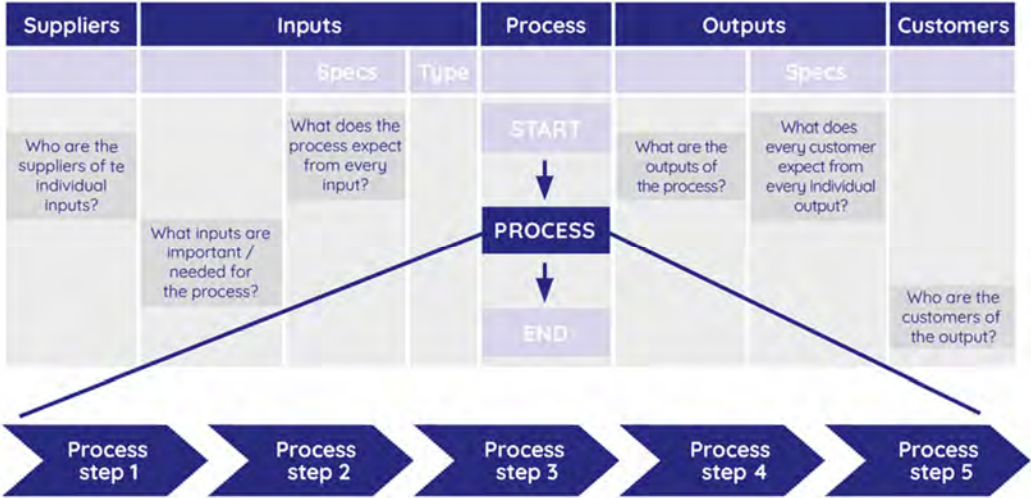 Suppliers
Inputs
Process
Outputs
Customers
Specs
Type
Specs
Who are the
suppliers of te
individual
inputs?
What inputs are
important /
needed for
the process?
What does the
process expect
from every
input?
START
PROCESS
END
What are the
outputs of
the process?
What does
every customer
expect from
every individual
output?
Who are the
customers of
the output?
Process
step 1
Process
step 2
Process
step 3
Process
step 4
Process
step 5